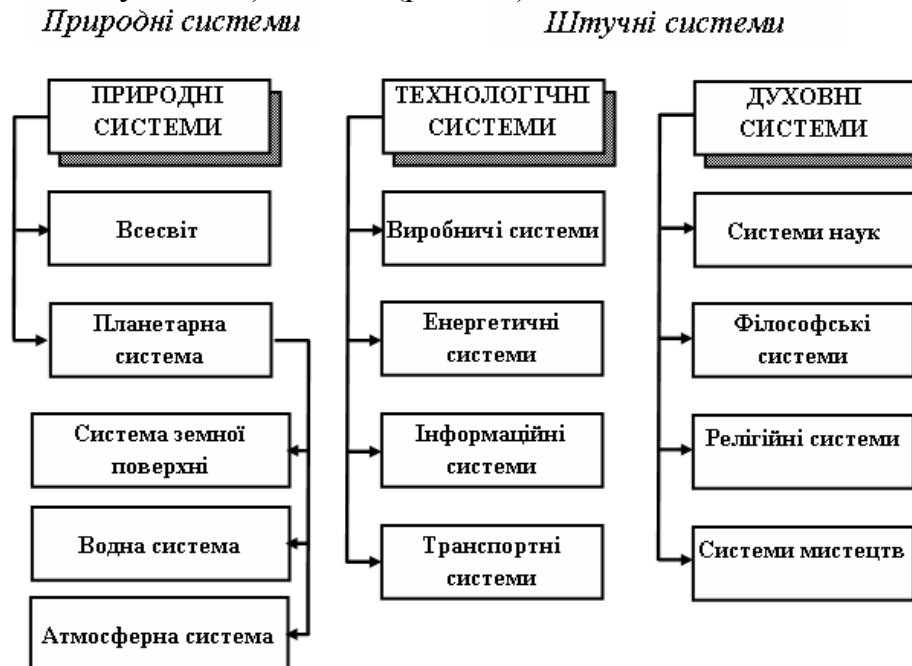 Природні системи
Штучні системи
ПРИРОДНІ
СИСТЕМИ
Всесвіт
Планетарна
система
Система земної
поверхні
Водна система
Атмосферна система
ТЕХНОЛОГІЧНІ
СИСТЕМИ
Виробничі системи
Енергетичні
системи
Інформаційні
системи
Транспортні
системи
ДУХОВНІ
СИСТЕМИ
Системи наук
Філософські
системи
Релігійні системи
Системи мистецтв